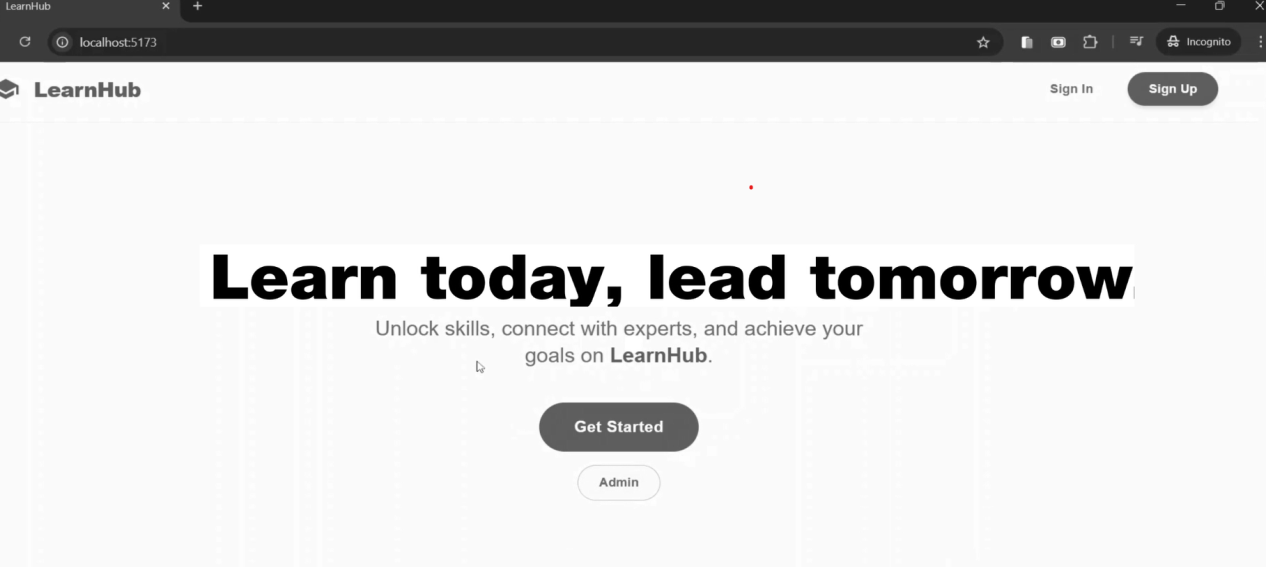 LearnHub
localhost:5173
Incognito
LearnHub
Sign In
Sign Up
Learn today, lead tomorrow.
Unlock skills, connect with experts, and achieve your
goals on LearnHub.
Get Started
Admin